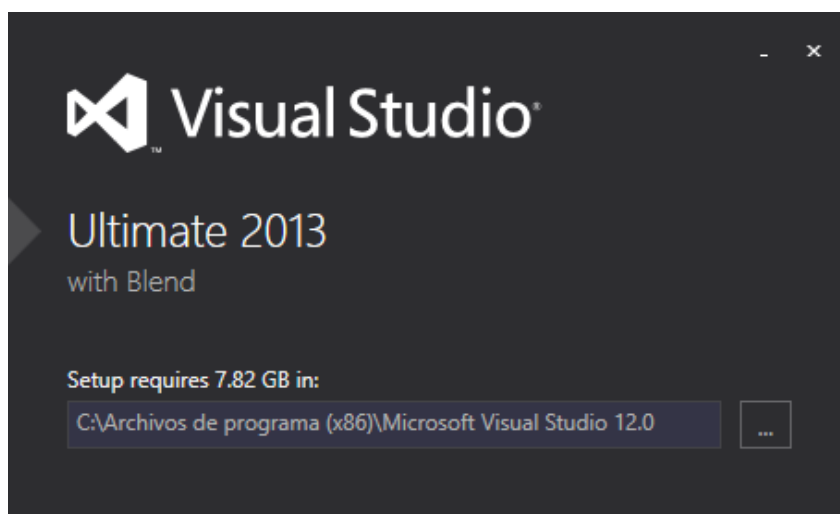 Visual Studio®
™
Ultimate 2013
with Blend
Setup requires 7.82 GB in:
C:\Archivos de programa (x86)\Microsoft Visual Studio 12.0
...